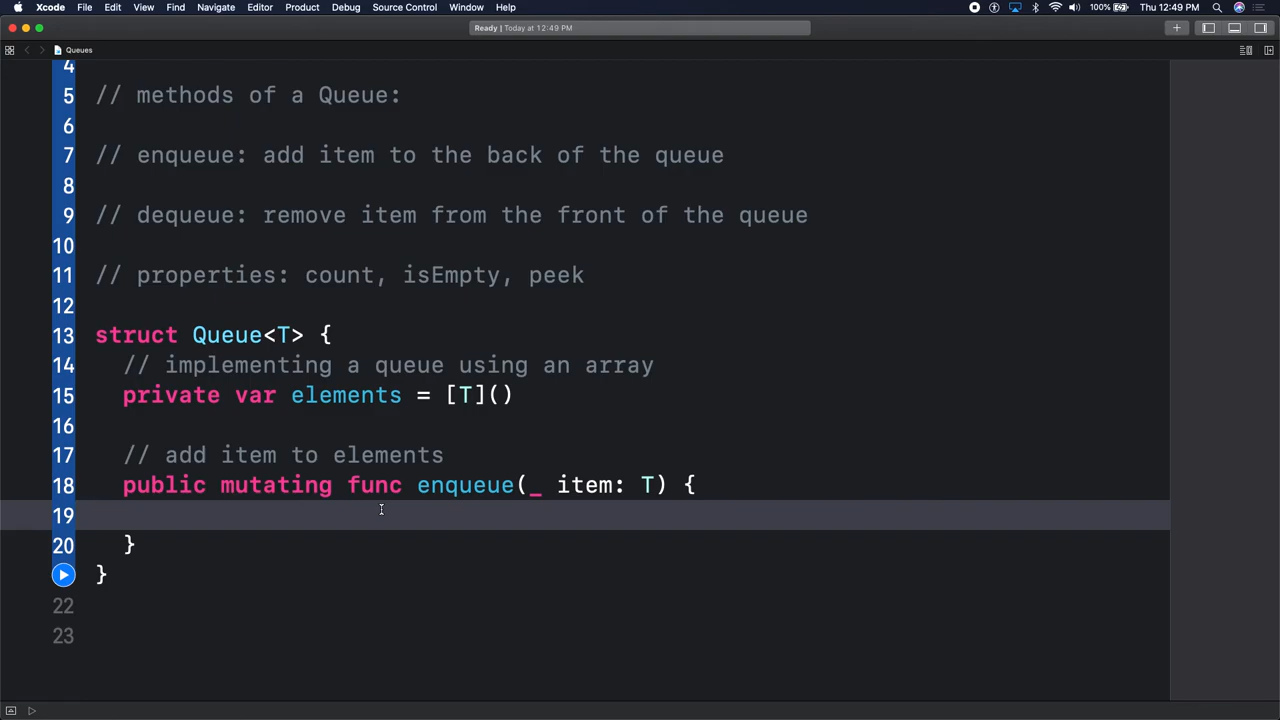 Xcode File Edit View Find Navigate Editor Product Debug Source Control Window Help 100% Thu 12:49 PM
Ready | Today at 12:49 PM
Queues
4
5 // methods of a Queue:
6
7 // enqueue: add item to the back of the queue
8
9 // dequeue: remove item from the front of the queue
10
11 // properties: count, isEmpty, peek
12
13 struct Queue<T> {
14 // implementing a queue using an array
15 private var elements = [T]()
16
17 // add item to elements
18 public mutating func enqueue(_ item: T) {
19
20 }
}
22
23